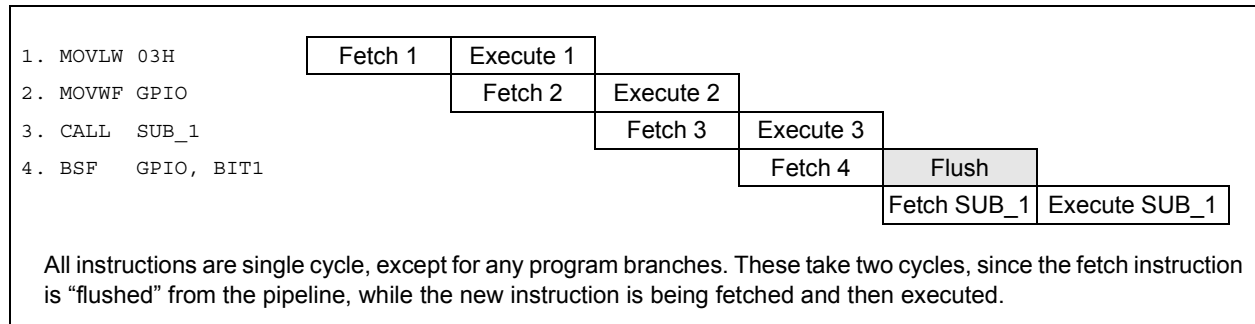 1. MOVLW 03H Fetch 1 Execute 1
2. MOVWF GPIO Fetch 2 Execute 2
3. CALL SUB_1 Fetch 3 Execute 3
4. BSF GPIO, BIT1 Fetch 4 Flush
Fetch SUB_1 Execute SUB_1
All instructions are single cycle, except for any program branches. These take two cycles, since the fetch instruction
is “flushed” from the pipeline, while the new instruction is being fetched and then executed.